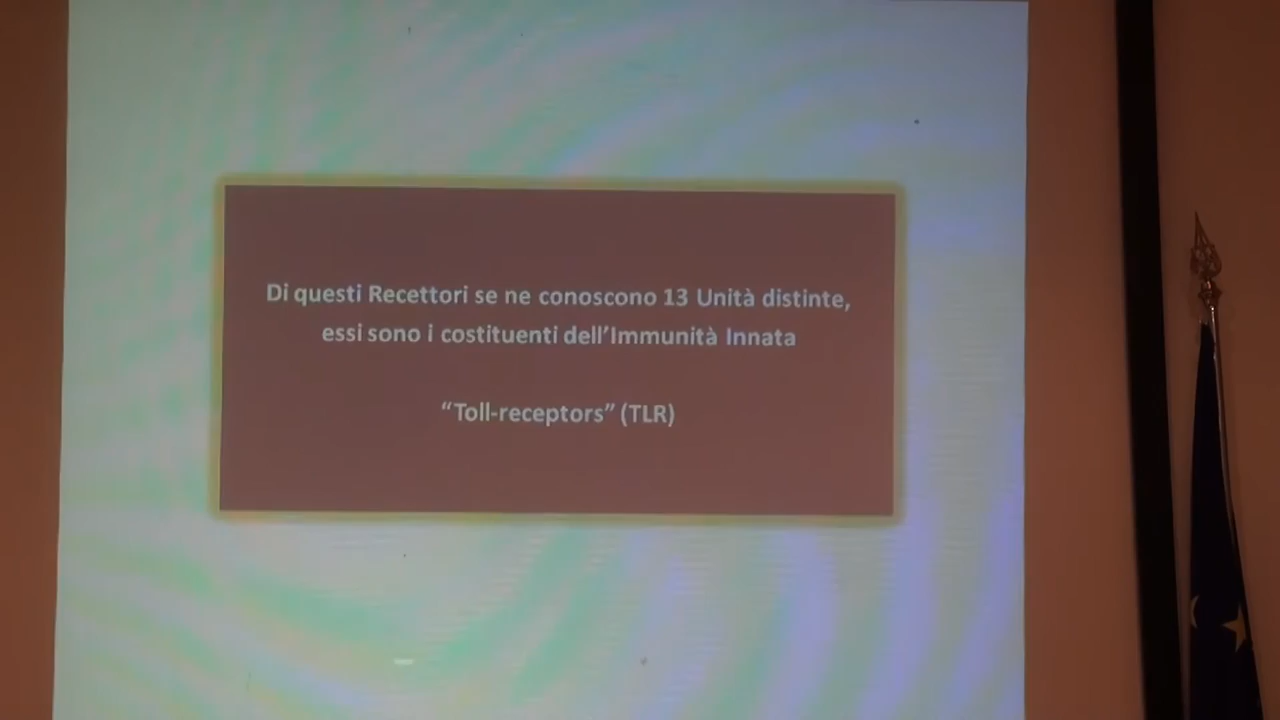 Di questi Recettori se ne conoscono 13 Unità distinte,
essi sono i costituenti dell’Immunità Innata
“Toll-receptors” (TLR)